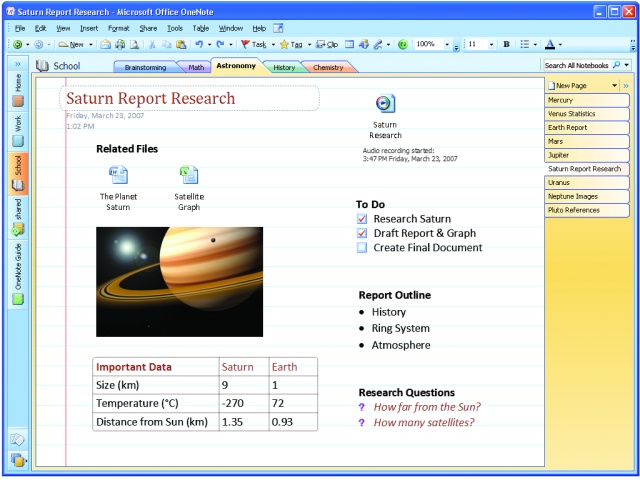 Saturn Report Research - Microsoft Office OneNote
File Edit View Insert Format Share Tools Table Window Help
New Task Tag Clip 100% 11 B A
School Brainstorming Math Astronomy History Chemistry Search All Notebooks
Home
Work
School
shared
OneNote Guide
Saturn Report Research
Friday, March 23, 2007
1:02 PM
Related Files
The Planet
Saturn
Satellite
Graph
Important Data Saturn Earth
Size (km) 9 1
Temperature (°C) -270 72
Distance from Sun (km) 1.35 0.93
Saturn
Research
Audio recording started:
3:47 PM Friday, March 23, 2007
To Do
Research Saturn
Draft Report & Graph
Create Final Document
Report Outline
• History
• Ring System
• Atmosphere
Research Questions
? How far from the Sun?
? How many satellites?
New Page
Mercury
Venus Statistics
Earth Report
Mars
Jupiter
Saturn Report Research
Uranus
Neptune Images
Pluto References